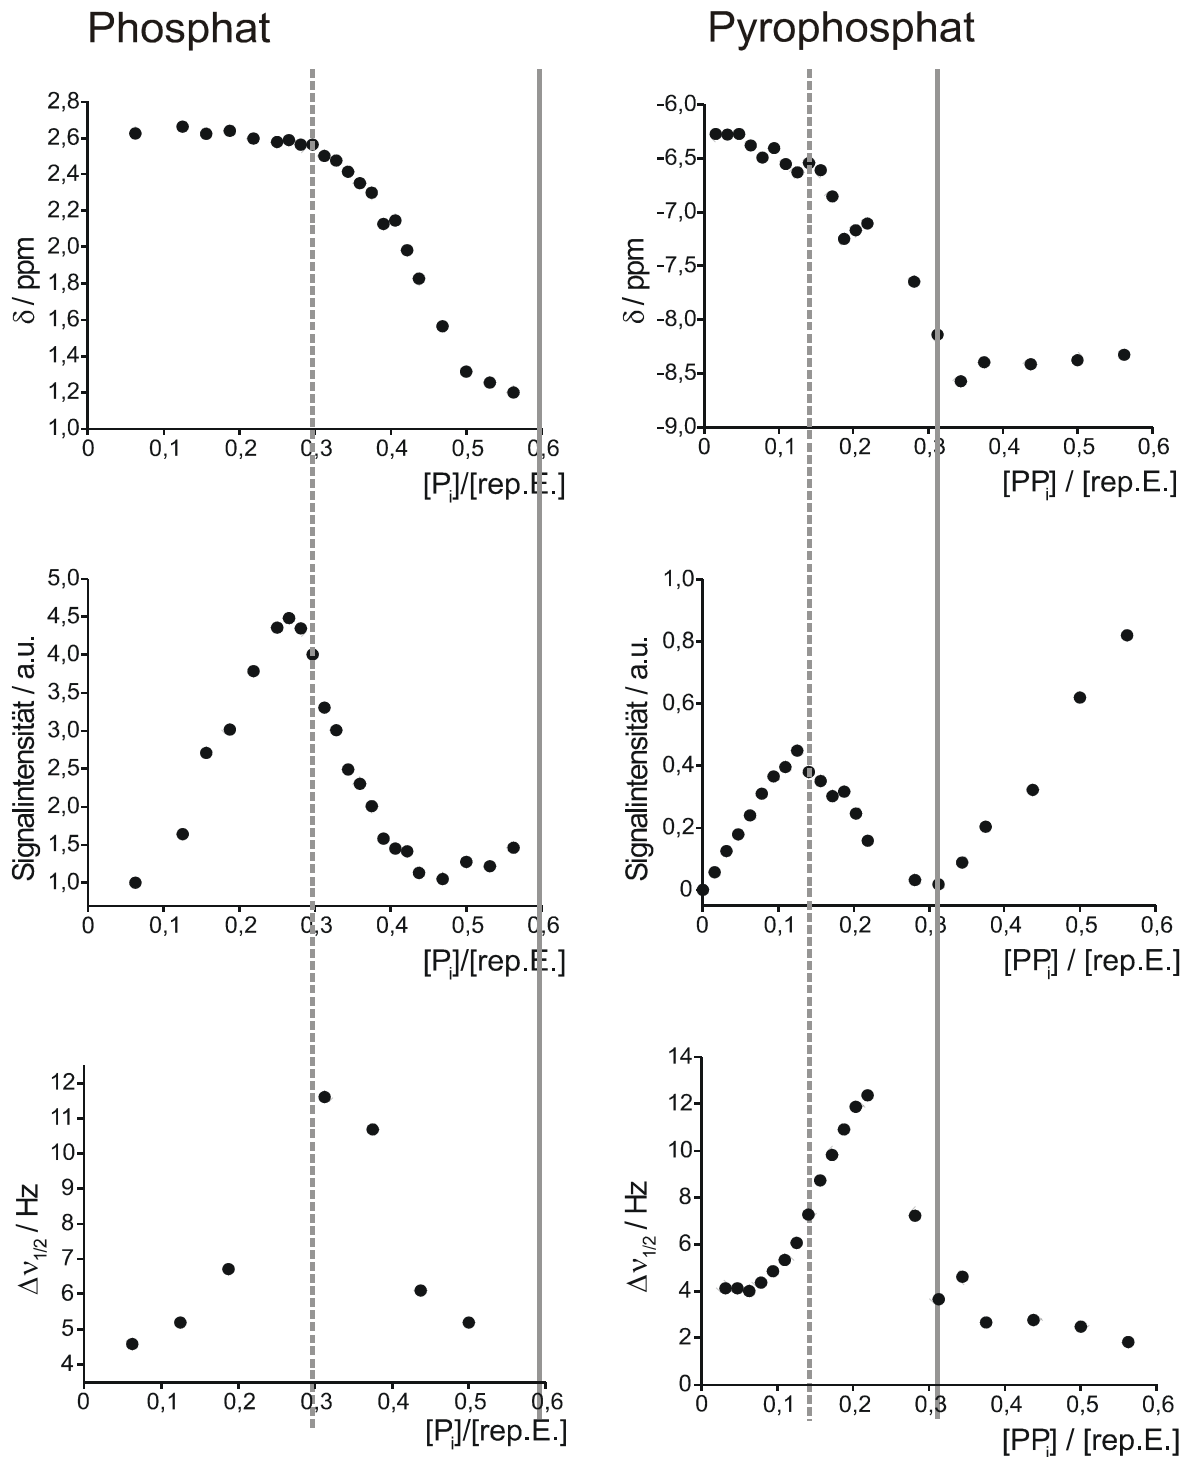 Phosphat
Pyrophosphat
2,8
2,6
2,4
2,2
2,0
1,8
1,6
1,4
1,2
1,0
δ / ppm
0 0,1 0,2 0,3 0,4 0,5 0,6
[Pi]/[rep.E.]
-6,0
-6,5
-7,0
-7,5
-8,0
-8,5
-9,0
δ / ppm
0 0,1 0,2 0,3 0,4 0,5 0,6
[PPi] / [rep.E.]
5,0
4,5
4,0
3,5
3,0
2,5
2,0
1,5
1,0
Signalintensität / a.u.
0 0,1 0,2 0,3 0,4 0,5 0,6
[Pi]/[rep.E.]
1,0
0,8
0,6
0,4
0,2
0
Signalintensität / a.u.
0 0,1 0,2 0,3 0,4 0,5 0,6
[PPi] / [rep.E.]
12
11
10
9
8
7
6
5
4
Δν1/2 / Hz
0 0,1 0,2 0,3 0,4 0,5 0,6
[Pi]/[rep.E.]
14
12
10
8
6
4
2
0
Δν1/2 / Hz
0 0,1 0,2 0,3 0,4 0,5 0,6
[PPi] / [rep.E.]